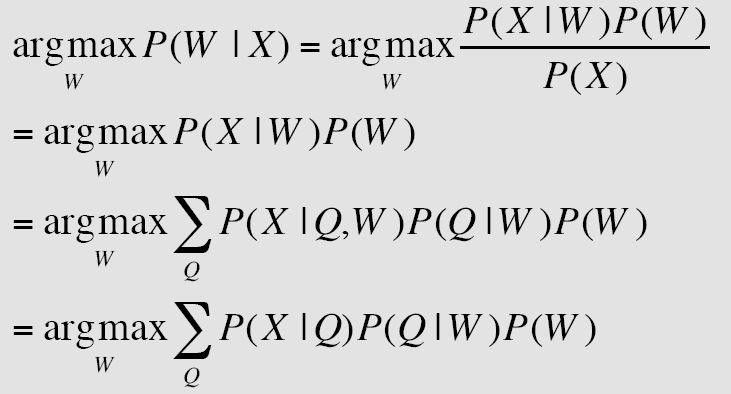 argmax_W P(W | X) = argmax_W P(X | W)P(W) / P(X)
= argmax_W P(X | W)P(W)
= argmax_W ∑_Q P(X | Q,W)P(Q | W)P(W)
= argmax_W ∑_Q P(X | Q)P(Q | W)P(W)